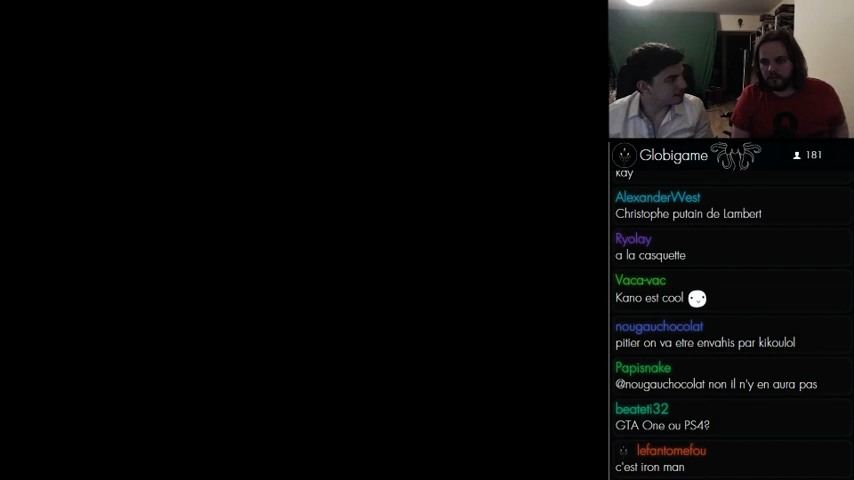 Globigame
181
kay
AlexanderWest
Christophe putain de Lambert
Ryolay
a la casquette
Vaca-vac
Kano est cool
nougauchocolat
pitier on va etre envahis par kikoulol
Papisnake
@nougauchocolat non il n'y en aura pas
beateti32
GTA One ou PS4?
lefantomefou
c'est iron man